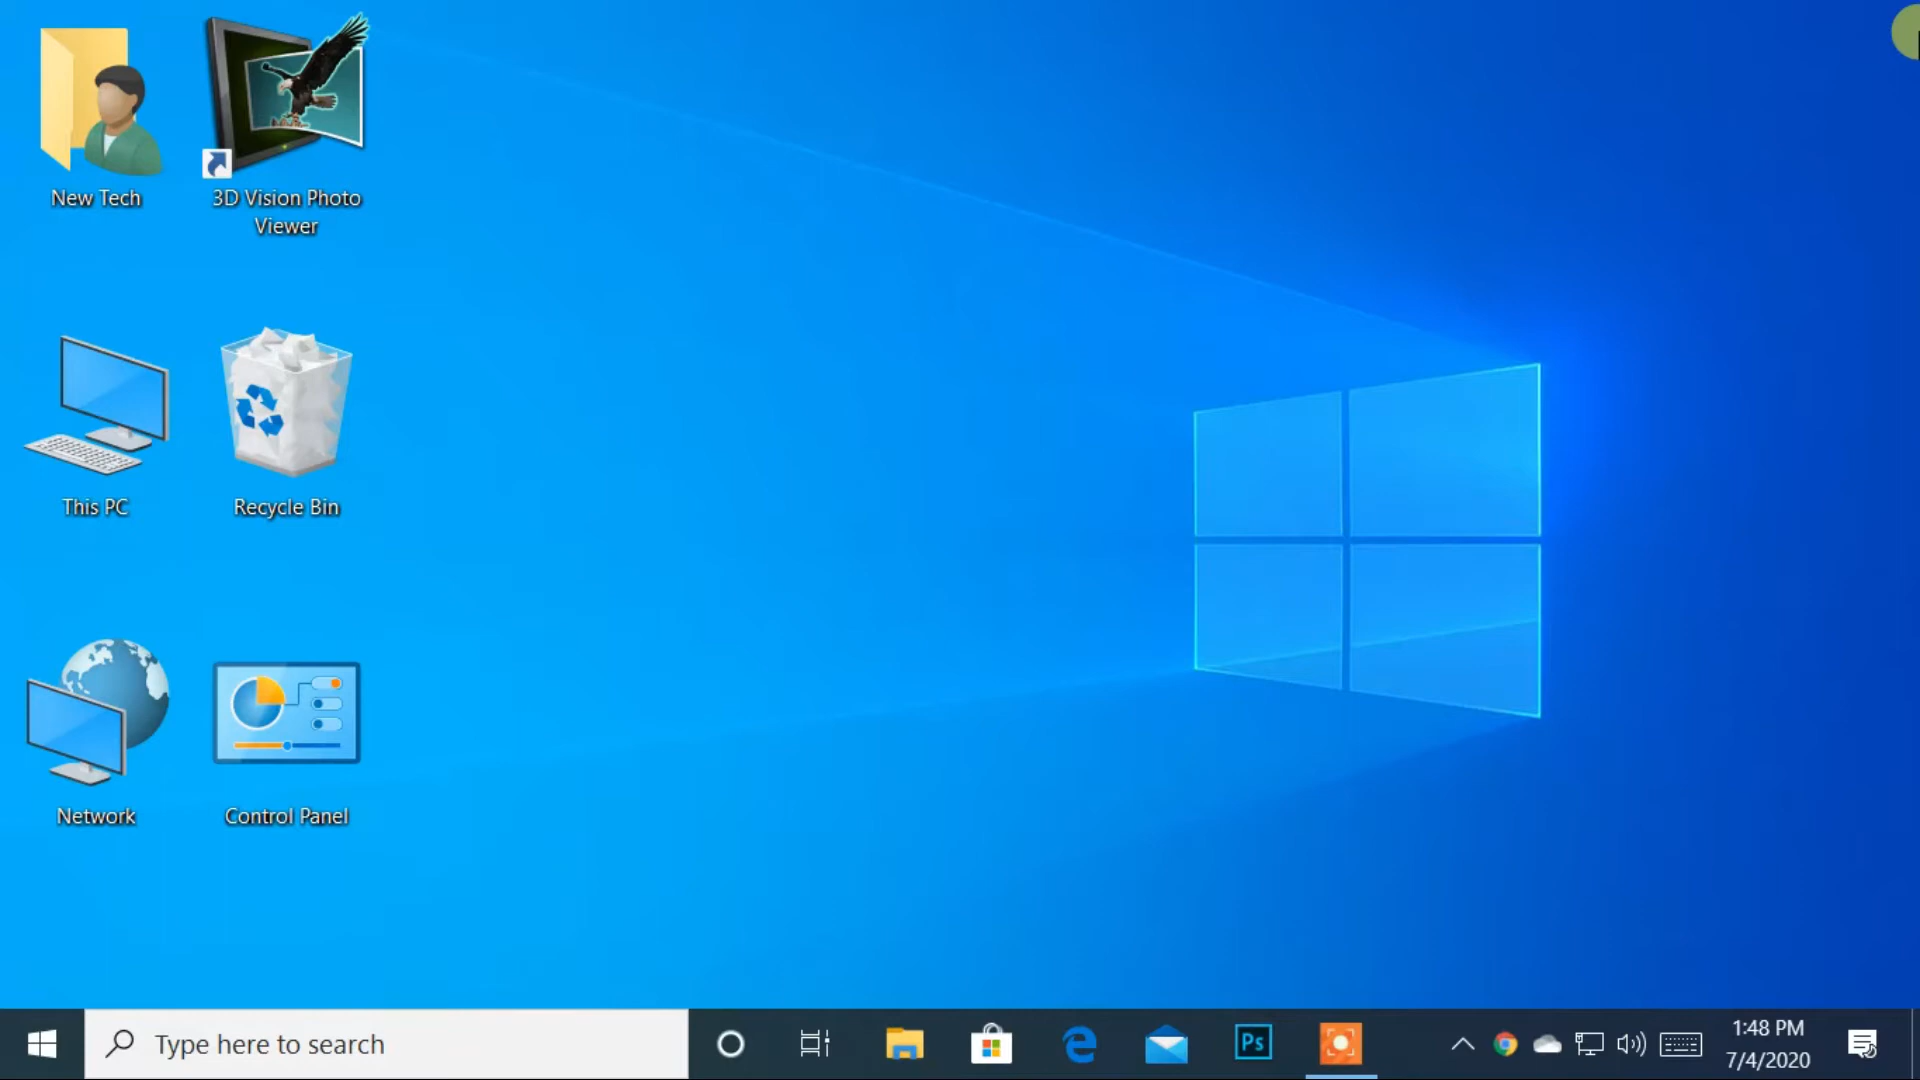 New Tech
3D Vision Photo
Viewer
This PC
Recycle Bin
Network
Control Panel
Type here to search
Ps
1:48 PM
7/4/2020